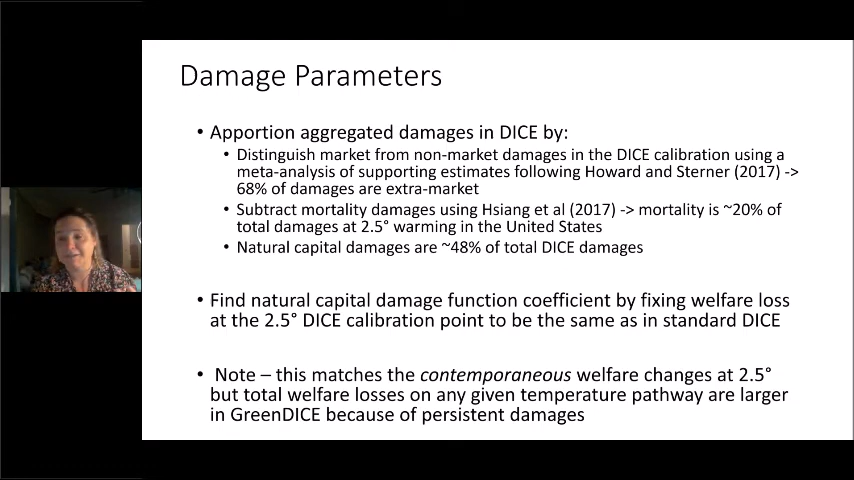 Damage Parameters
• Apportion aggregated damages in DICE by:
• Distinguish market from non-market damages in the DICE calibration using a
meta-analysis of supporting estimates following Howard and Sterner (2017) ->
68% of damages are extra-market
• Subtract mortality damages using Hsiang et al (2017) -> mortality is ~20% of
total damages at 2.5° warming in the United States
• Natural capital damages are ~48% of total DICE damages
• Find natural capital damage function coefficient by fixing welfare loss
at the 2.5° DICE calibration point to be the same as in standard DICE
• Note – this matches the contemporaneous welfare changes at 2.5°
but total welfare losses on any given temperature pathway are larger
in GreenDICE because of persistent damages